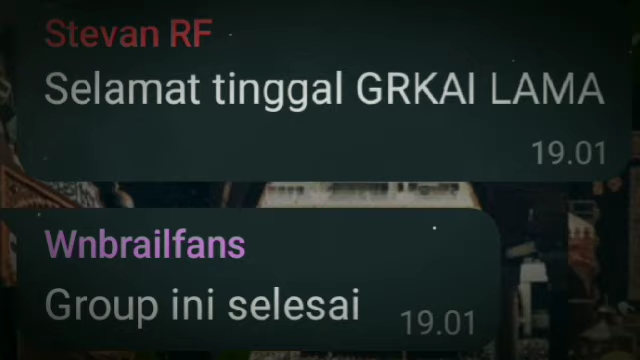 Stevan RF
Selamat tinggal GRKAI LAMA
19.01
Wnbrailfans
Group ini selesai
19.01